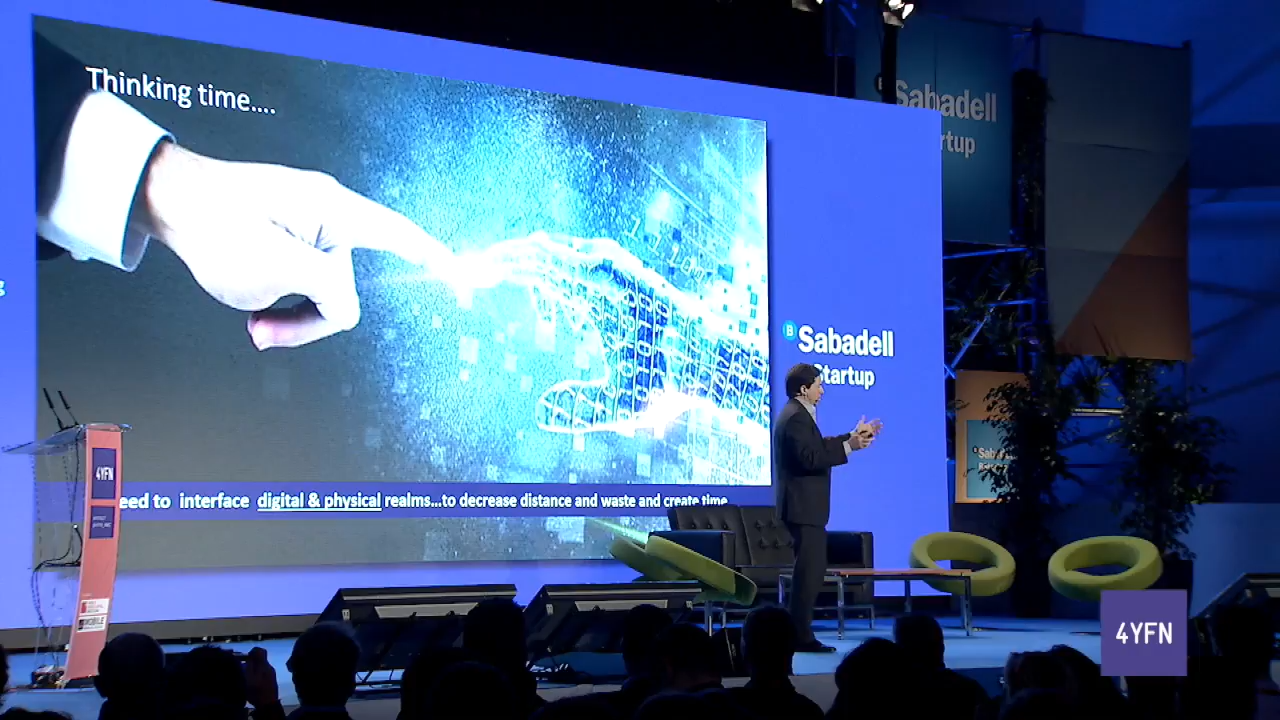 Thinking time....
Sabadell
rtup
Sabadell
Startup
4YFN
eed to interface digital & physical realms...to decrease distance and waste and create time
4YFN